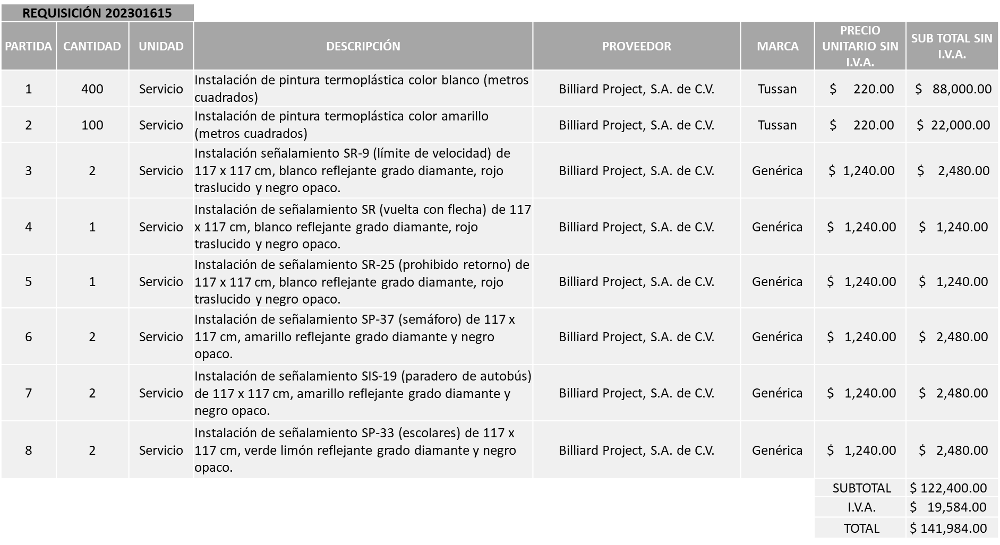 REQUISICIÓN 202301615
PARTIDA CANTIDAD UNIDAD DESCRIPCIÓN PROVEEDOR MARCA PRECIO UNITARIO SIN I.V.A. SUB TOTAL SIN I.V.A.
1 400 Servicio Instalación de pintura termoplástica color blanco (metros
cuadrados) Billiard Project, S.A. de C.V. Tussan $ 220.00 $ 88,000.00
2 100 Servicio Instalación de pintura termoplástica color amarillo
(metros cuadrados) Billiard Project, S.A. de C.V. Tussan $ 220.00 $ 22,000.00
3 2 Servicio Instalación señalamiento SR-9 (límite de velocidad) de
117 x 117 cm, blanco reflejante grado diamante, rojo
traslucido y negro opaco. Billiard Project, S.A. de C.V. Genérica $ 1,240.00 $ 2,480.00
4 1 Servicio Instalación de señalamiento SR (vuelta con flecha) de 117
x 117 cm, blanco reflejante grado diamante, rojo
traslucido y negro opaco. Billiard Project, S.A. de C.V. Genérica $ 1,240.00 $ 1,240.00
5 1 Servicio Instalación de señalamiento SR-25 (prohibido retorno) de
117 x 117 cm, blanco reflejante grado diamante, rojo
traslucido y negro opaco. Billiard Project, S.A. de C.V. Genérica $ 1,240.00 $ 1,240.00
6 2 Servicio Instalación de señalamiento SP-37 (semáforo) de 117 x
117 cm, amarillo reflejante grado diamante y negro
opaco. Billiard Project, S.A. de C.V. Genérica $ 1,240.00 $ 2,480.00
7 2 Servicio Instalación de señalamiento SIS-19 (paradero de autobús)
de 117 x 117 cm, amarillo reflejante grado diamante y
negro opaco. Billiard Project, S.A. de C.V. Genérica $ 1,240.00 $ 2,480.00
8 2 Servicio Instalación de señalamiento SP-33 (escolares) de 117 x
117 cm, verde limón reflejante grado diamante y negro
opaco. Billiard Project, S.A. de C.V. Genérica $ 1,240.00 $ 2,480.00
SUBTOTAL $ 122,400.00
I.V.A. $ 19,584.00
TOTAL $ 141,984.00